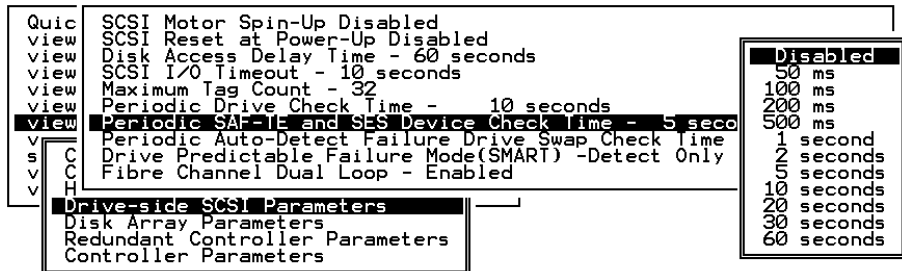 Quic
view
view
view
view
view
view
v
s
v
v
SCSI Motor Spin-Up Disabled
SCSI Reset at Power-Up Disabled
Disk Access Delay Time - 60 seconds
SCSI I/O Timeout - 10 seconds
Maximum Tag Count - 32
Periodic Drive Check Time - 10 seconds
Periodic SAF-TE and SES Device Check Time - 5 seco
Periodic Auto-Detect Failure Drive Swap Check Time
Drive Predictable Failure Mode(SMART) -Detect Only
Fibre Channel Dual Loop - Enabled
C
C
H
Drive-side SCSI Parameters
Disk Array Parameters
Redundant Controller Parameters
Controller Parameters
Disabled
50 ms
100 ms
200 ms
500 ms
1 second
2 seconds
5 seconds
10 seconds
20 seconds
30 seconds
60 seconds